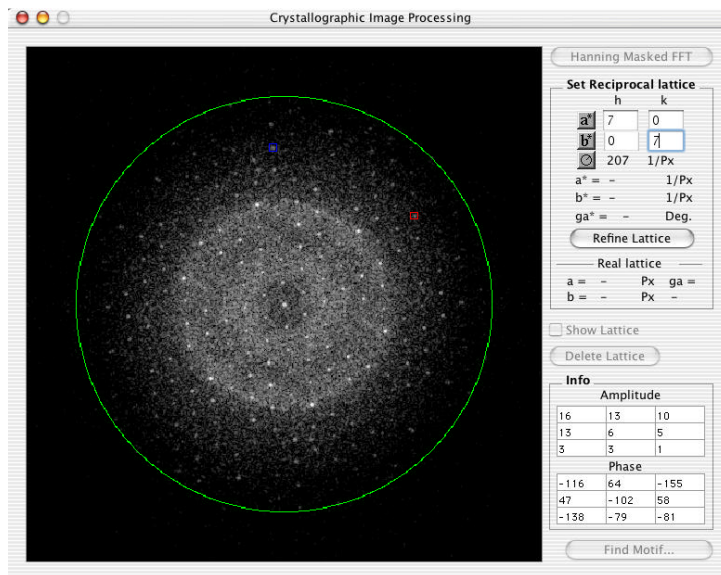 Crystallographic Image Processing
Hanning Masked FFT
Set Reciprocal lattice
h k
a* 7 0
b* 0 7
207 1/Px
a* = - 1/Px
b* = - 1/Px
ga* = - Deg.
Refine Lattice
Real lattice
a = - Px ga =
b = - Px -
Show Lattice
Delete Lattice
Info
Amplitude
16 13 10
13 6 5
3 3 1
Phase
-116 64 -155
47 -102 58
-138 -79 -81
Find Motif...